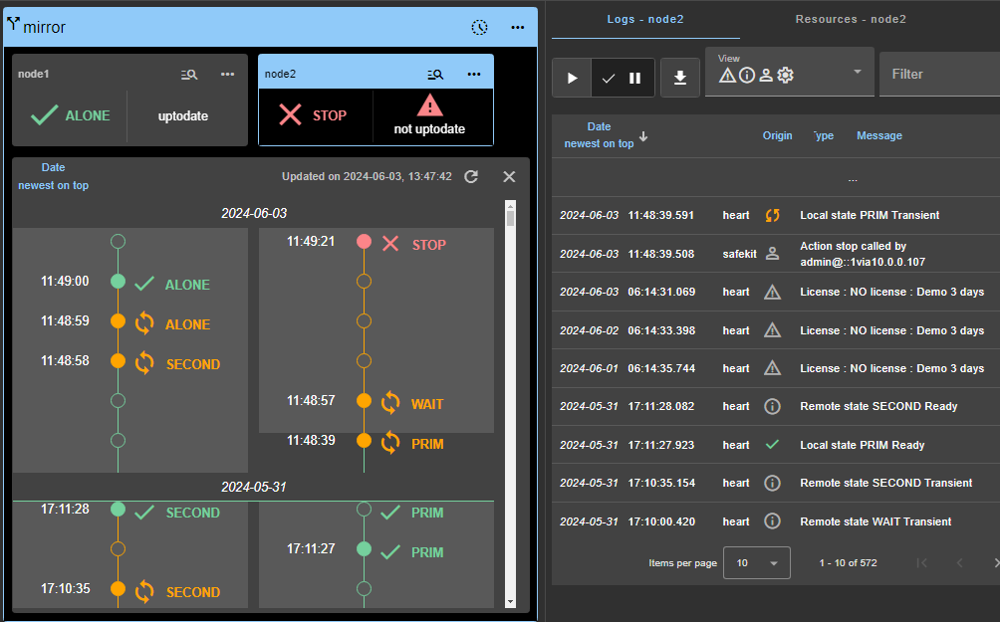 mirror
node1
ALONE
uptodate
node2
STOP
not uptodate
Date
newest on top
Updated on 2024-06-03, 13:47:42
2024-06-03
11:49:21 STOP
11:49:00 ALONE
11:48:59 ALONE
11:48:58 SECOND
11:48:57 WAIT
11:48:39 PRIM
2024-05-31
17:11:28 SECOND PRIM
17:11:27 PRIM
17:10:35 SECOND
Logs - node2 Resources - node2
View
Filter
Date
newest on top
Origin Type Message
...
2024-06-03 11:48:39.591 heart Local state PRIM Transient
2024-06-03 11:48:39.508 safekit Action stop called by
admin@::1via10.0.0.107
2024-06-03 06:14:31.069 heart License : NO license : Demo 3 days
2024-06-02 06:14:33.398 heart License : NO license : Demo 3 days
2024-06-01 06:14:35.744 heart License : NO license : Demo 3 days
2024-05-31 17:11:28.082 heart Remote state SECOND Ready
2024-05-31 17:11:27.923 heart Local state PRIM Ready
2024-05-31 17:10:35.154 heart Remote state SECOND Transient
2024-05-31 17:10:00.420 heart Remote state WAIT Transient
Items per page 10 1 - 10 of 572